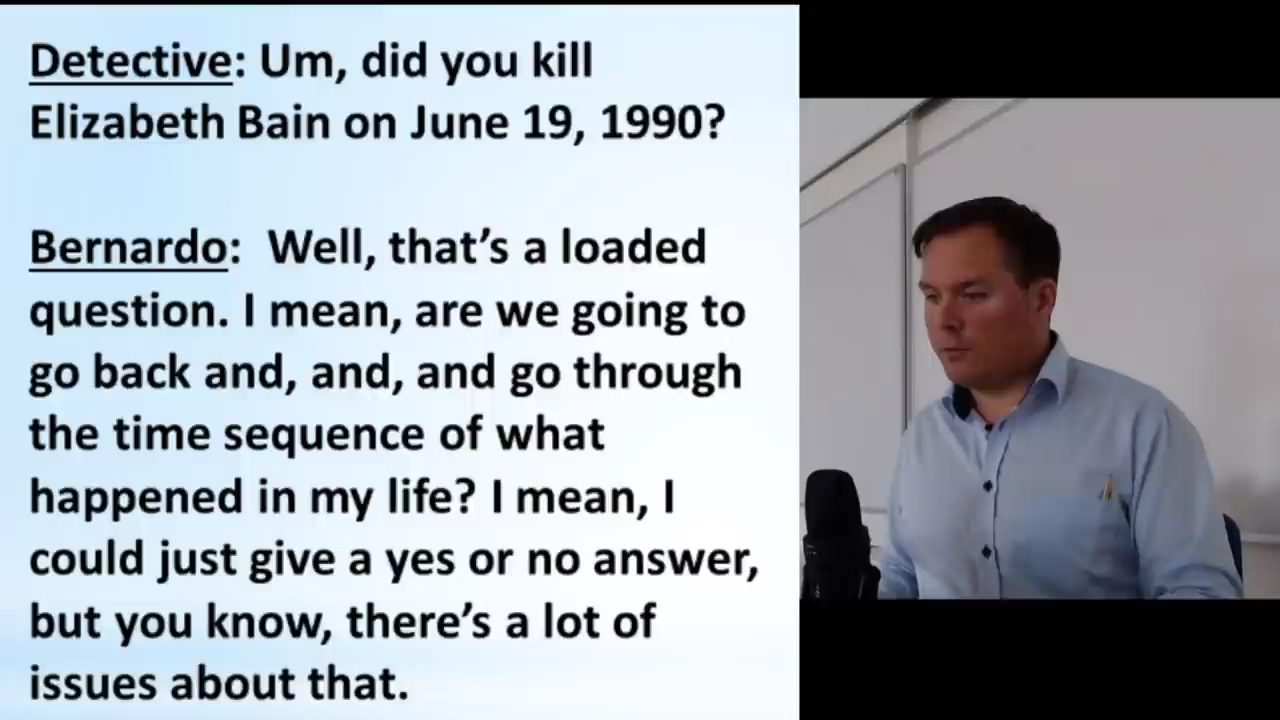 Detective: Um, did you kill
Elizabeth Bain on June 19, 1990?
Bernardo: Well, that’s a loaded
question. I mean, are we going to
go back and, and, and go through
the time sequence of what
happened in my life? I mean, I
could just give a yes or no answer,
but you know, there’s a lot of
issues about that.